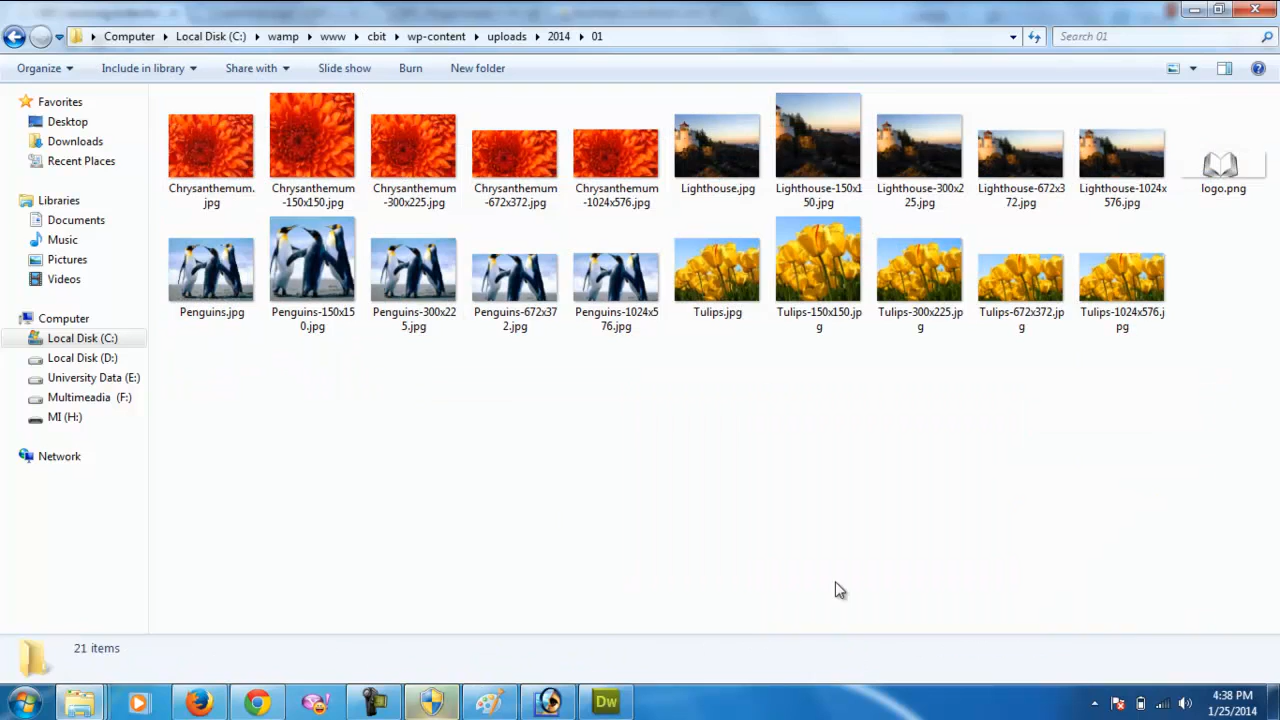 Computer Local Disk (C:) wamp www cbit wp-content uploads 2014 01
Search 01
Organize Include in library Share with Slide show Burn New folder
Favorites
Desktop
Downloads
Recent Places
Libraries
Documents
Music
Pictures
Videos
Computer
Local Disk (C:)
Local Disk (D:)
University Data (E:)
Multimeadia (F:)
MI (H:)
Network
Chrysanthemum.
jpg
Chrysanthemum
-150x150.jpg
Chrysanthemum
-300x225.jpg
Chrysanthemum
-672x372.jpg
Chrysanthemum
-1024x576.jpg
Lighthouse.jpg
Lighthouse-150x1
50.jpg
Lighthouse-300x2
25.jpg
Lighthouse-672x3
72.jpg
Lighthouse-1024x
576.jpg
logo.png
Penguins.jpg
Penguins-150x15
0.jpg
Penguins-300x22
5.jpg
Penguins-672x37
2.jpg
Penguins-1024x5
76.jpg
Tulips.jpg
Tulips-150x150.jp
g
Tulips-300x225.jp
g
Tulips-672x372.jp
g
Tulips-1024x576.j
pg
21 items
Dw
4:38 PM
1/25/2014